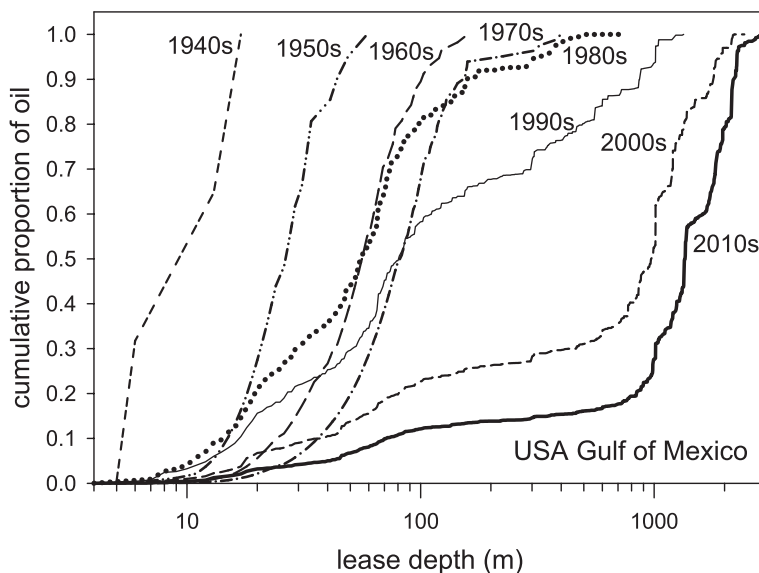 1.0
0.9
0.8
0.7
0.6
0.5
0.4
0.3
0.2
0.1
0.0
cumulative proportion of oil
1940s
1950s
1960s
1970s
1980s
1990s
2000s
2010s
USA Gulf of Mexico
10
100
1000
lease depth (m)